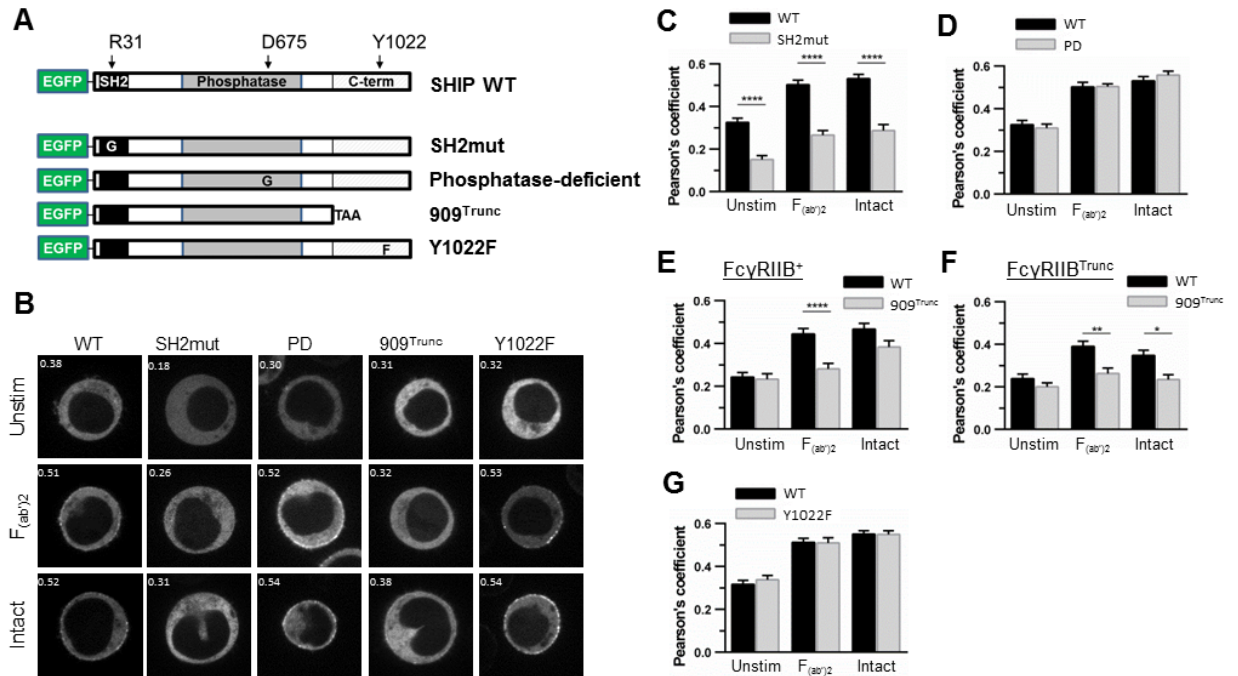 A
R31
D675
Y1022
EGFP
SH2
Phosphatase
C-term
SHIP WT
EGFP
G
SH2mut
EGFP
G
Phosphatase-deficient
EGFP
TAA
909Trunc
EGFP
F
Y1022F
B
WT
SH2mut
PD
909Trunc
Y1022F
Unstim
0.38
0.18
0.30
0.31
0.32
F(ab')2
0.51
0.26
0.52
0.32
0.53
Intact
0.52
0.31
0.54
0.38
0.54
C
WT
SH2mut
Pearson's coefficient
0.6
0.4
0.2
0.0
****
****
****
Unstim
F(ab')2
Intact
D
WT
PD
Pearson's coefficient
0.6
0.4
0.2
0.0
Unstim
F(ab')2
Intact
E
FcγRIIB+
WT
909Trunc
Pearson's coefficient
0.6
0.4
0.2
0.0
****
Unstim
F(ab')2
Intact
F
FcγRIIBTrunc
WT
909Trunc
Pearson's coefficient
0.6
0.4
0.2
0.0
**
*
Unstim
F(ab')2
Intact
G
WT
Y1022F
Pearson's coefficient
0.6
0.4
0.2
0.0
Unstim
F(ab')2
Intact